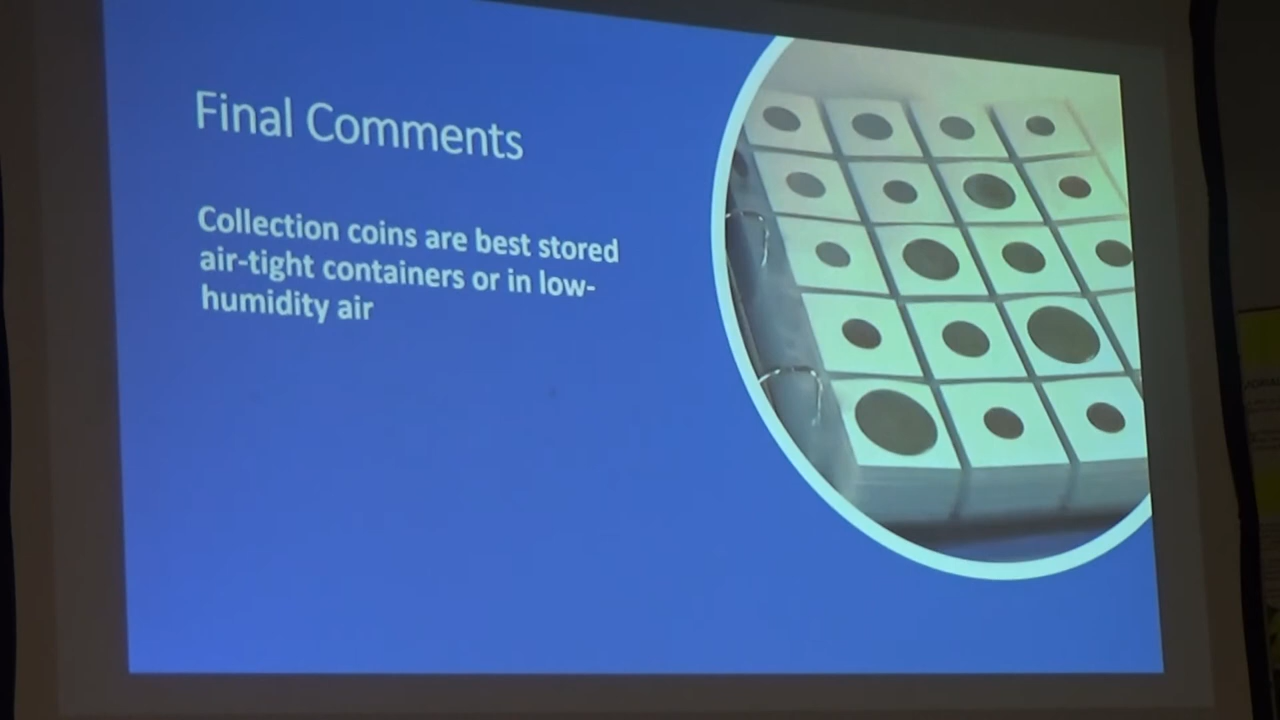 Final Comments
Collection coins are best stored
air-tight containers or in low-
humidity air